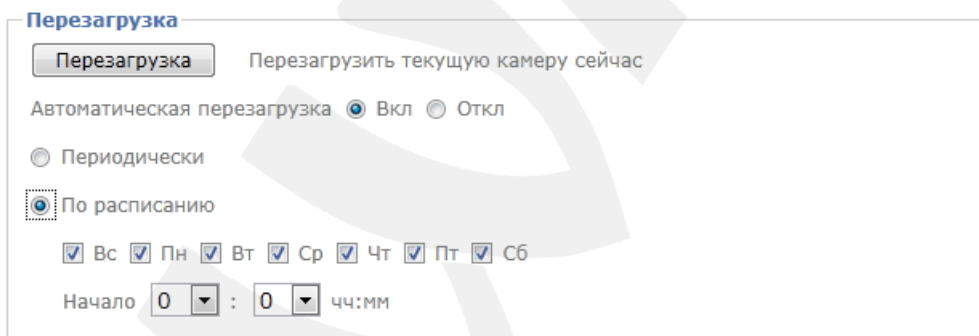 Перезагрузка
Перезагрузка Перезагрузить текущую камеру сейчас
Автоматическая перезагрузка Вкл Откл
Периодически
По расписанию
Вс Пн Вт Ср Чт Пт Сб
Начало 0 : 0 чч:мм